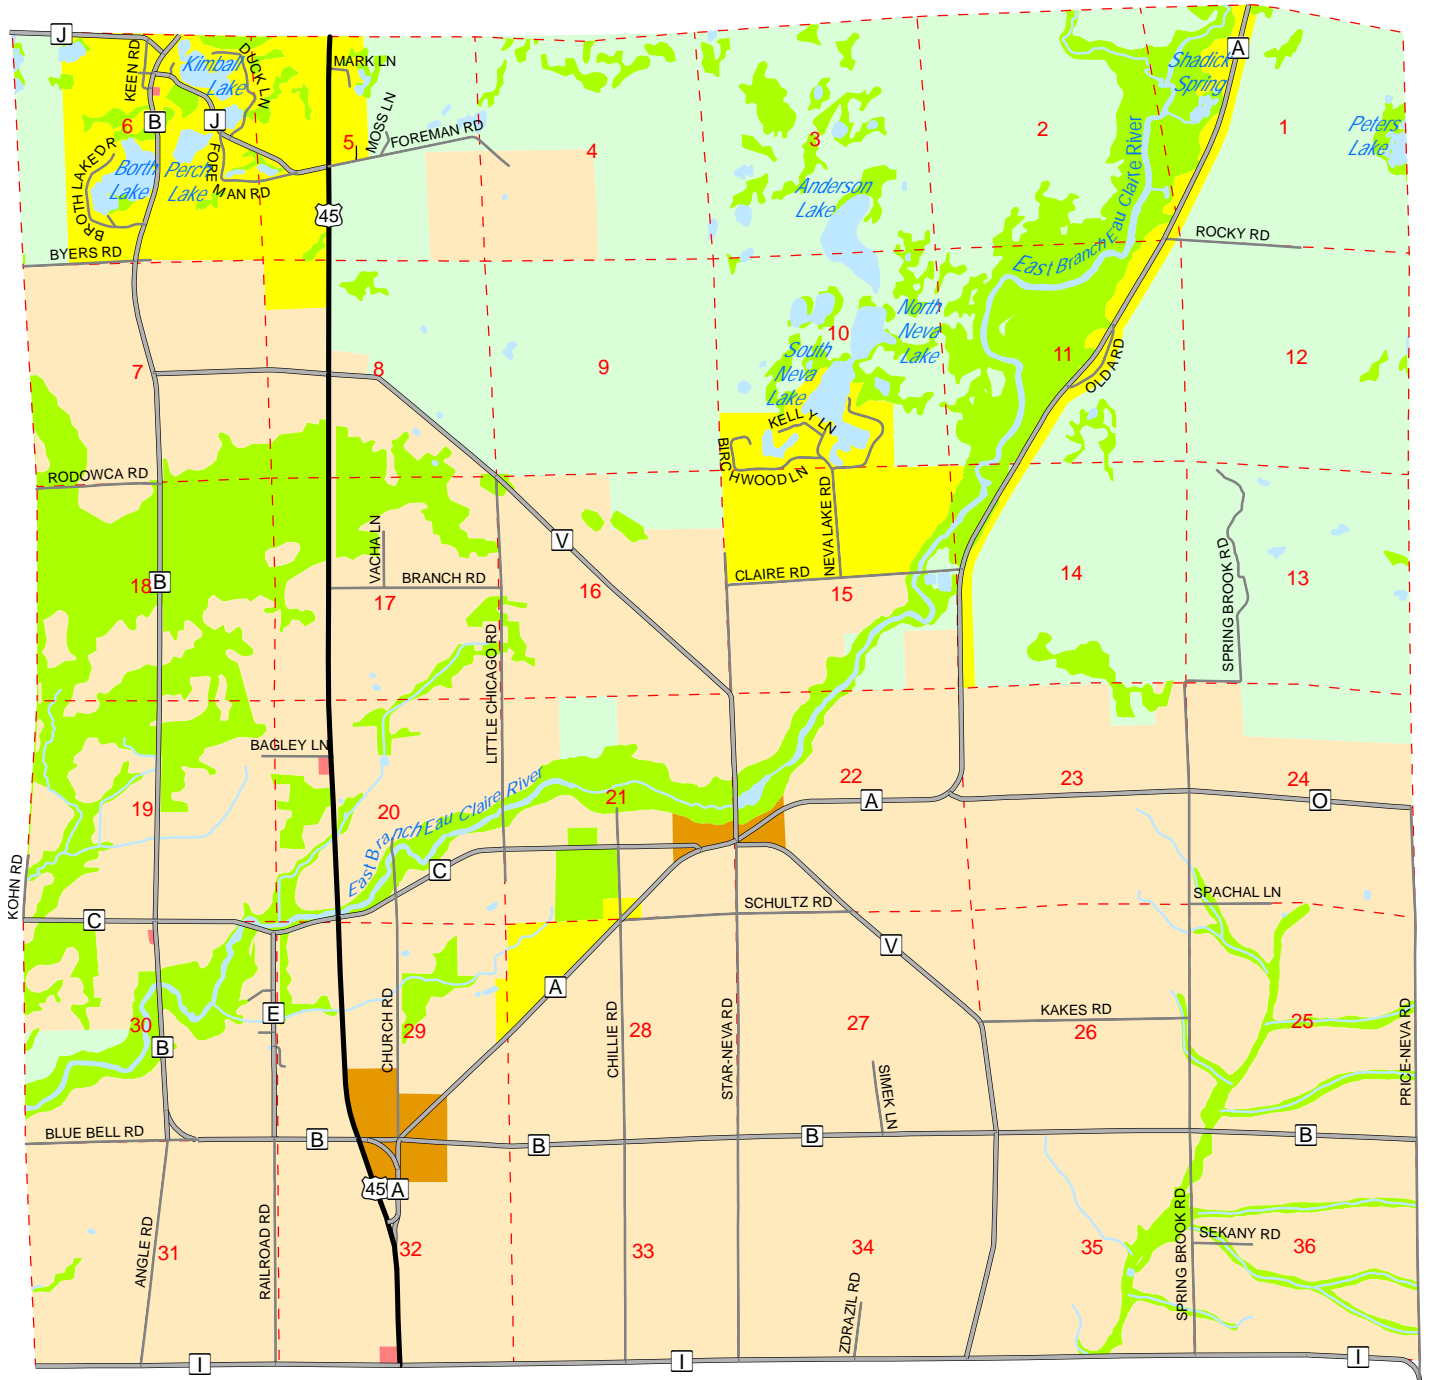 J
KEEN RD
Kimball
Lake
DUCK LN
MARK LN
MOSS LN
FOREMAN RD
6
B
J
5
4
3
2
1
A
Shadick
Spring
Peters
Lake
BROTH LAKE DR
Borth
Lake
Perch
Lake
FOREMAN RD
45
BYERS RD
Anderson
Lake
East Branch Eau Claire River
ROCKY RD
7
8
9
10
North
Neva
Lake
South
Neva
Lake
11
OLD A RD
12
KELLY LN
BIRCHWOOD LN
NEVA LAKE RD
RODOWCA RD
V
VACHA LN
BRANCH RD
CLAIRE RD
18
B
17
16
15
14
13
SPRING BROOK RD
LITTLE CHICAGO RD
BAGLEY LN
19
20
East Branch Eau Claire River
21
22
A
23
24
O
KOHN RD
C
C
SCHULTZ RD
SPACHAL LN
V
A
E
CHURCH RD
CHILLIE RD
STAR-NEVA RD
KAKES RD
PRICE-NEVA RD
30
B
29
28
27
26
25
SIMEK LN
BLUE BELL RD
B
B
B
B
45
A
ANGLE RD
31
RAILROAD RD
32
33
34
35
SPRING BROOK RD
SEKANY RD
36
ZDRAZIL RD
I
I
I